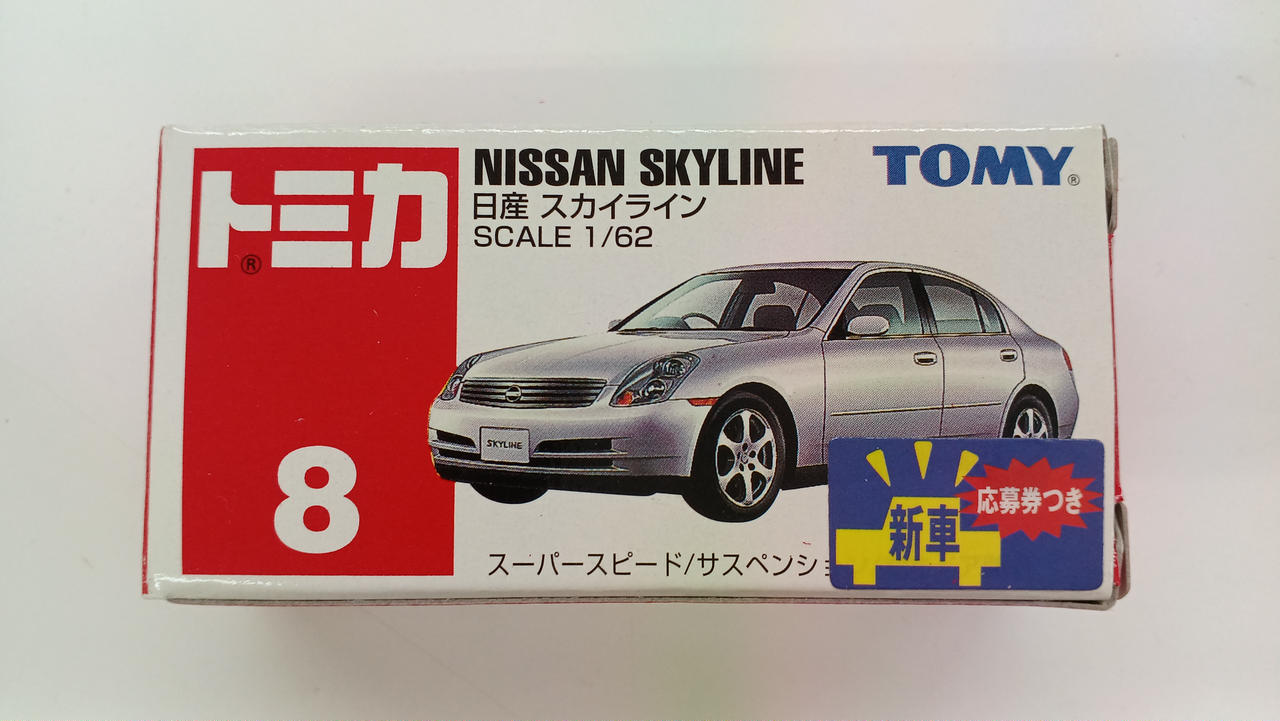 トミカ®
NISSAN SKYLINE
日産 スカイライン
SCALE 1/62
TOMY®
SKYLINE
8
スーパースピード/サスペンショ
新車
応募券つき